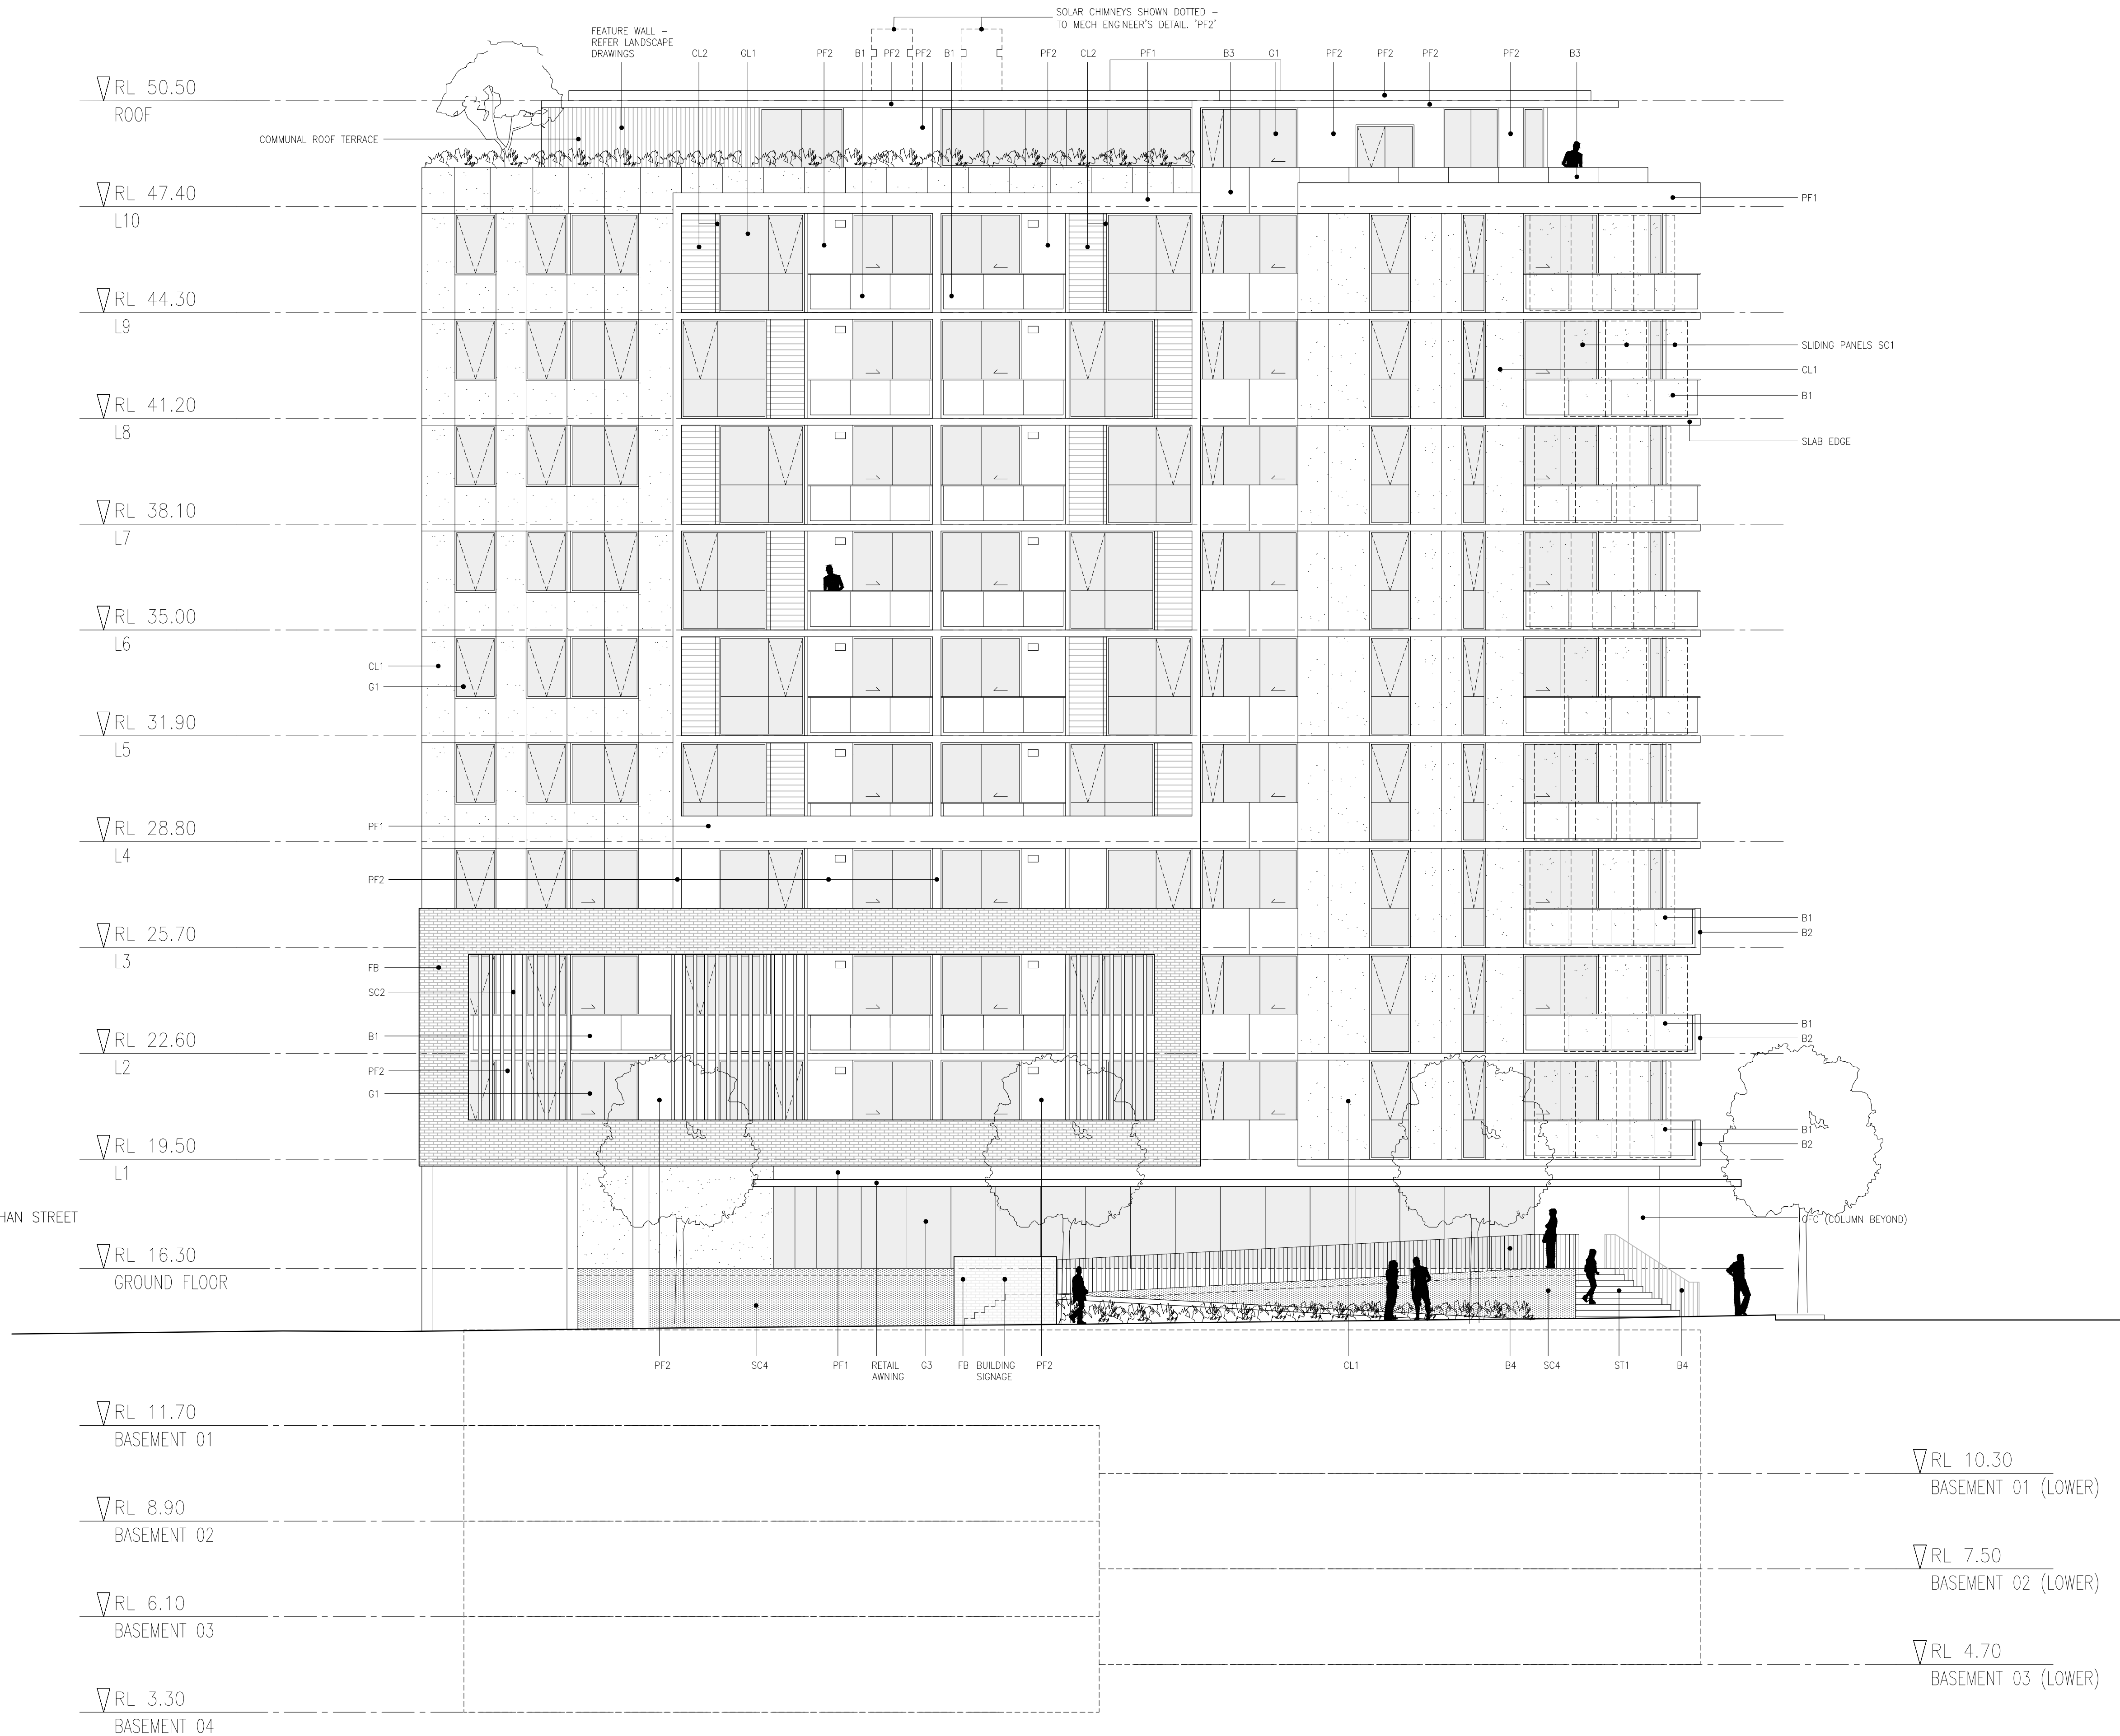 SOLAR CHIMNEYS SHOWN DOTTED –
TO MECH ENGINEER'S DETAIL. 'PF2'
FEATURE WALL –
REFER LANDSCAPE
DRAWINGS
CL2 GL1 PF2 B1 PF2 PF2 B1 PF2 CL2 PF1 B3 G1 PF2 PF2 PF2 PF2 B3
RL 50.50
ROOF
COMMUNAL ROOF TERRACE
RL 47.40
L10
PF1
RL 44.30
L9
SLIDING PANELS SC1
CL1
B1
RL 41.20
L8
SLAB EDGE
RL 38.10
L7
RL 35.00
L6
CL1
G1
RL 31.90
L5
RL 28.80
L4
PF1
PF2
B1
B2
RL 25.70
L3
FB
SC2
B1
B1
B2
RL 22.60
L2
PF2
G1
B1
B2
RL 19.50
L1
HAN STREET
OFC (COLUMN BEYOND)
RL 16.30
GROUND FLOOR
PF2 SC4 PF1 RETAIL G3 FB BUILDING PF2 CL1 B4 SC4 ST1 B4
AWNING SIGNAGE
RL 11.70
BASEMENT 01
RL 10.30
BASEMENT 01 (LOWER)
RL 8.90
BASEMENT 02
RL 7.50
BASEMENT 02 (LOWER)
RL 6.10
BASEMENT 03
RL 4.70
BASEMENT 03 (LOWER)
RL 3.30
BASEMENT 04